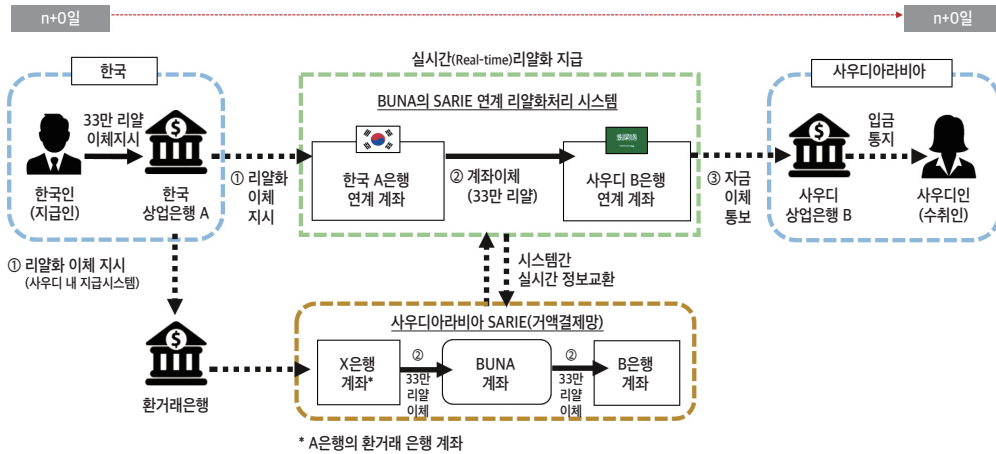 n+0일
n+0일
실시간(Real-time)리얄화 지급
한국
사우디아라비아
BUNA의 SARIE 연계 리얄화처리 시스템
33만 리얄
이체지시
입금
통지
한국인
(지급인)
한국
상업은행 A
① 리얄화
이체
지시
한국 A은행
연계 계좌
② 계좌이체
(33만 리얄)
사우디 B은행
연계 계좌
③ 자금
이체
통보
사우디
상업은행 B
사우디인
(수취인)
① 리얄화 이체 지시
(사우디 내 지급시스템)
시스템간
실시간 정보교환
사우디아라비아 SARIE(거액결제망)
환거래은행
X은행
계좌*
②
33만
리얄
이체
BUNA
계좌
②
33만
리얄
이체
B은행
계좌
* A은행의 환거래 은행 계좌